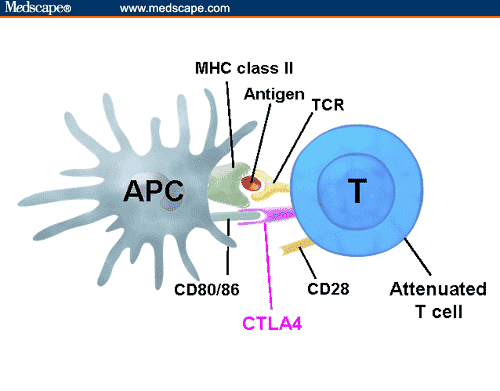 Medscape® www.medscape.com
MHC class II
Antigen
TCR
APC
T
CD80/86
CD28
Attenuated
T cell
CTLA4